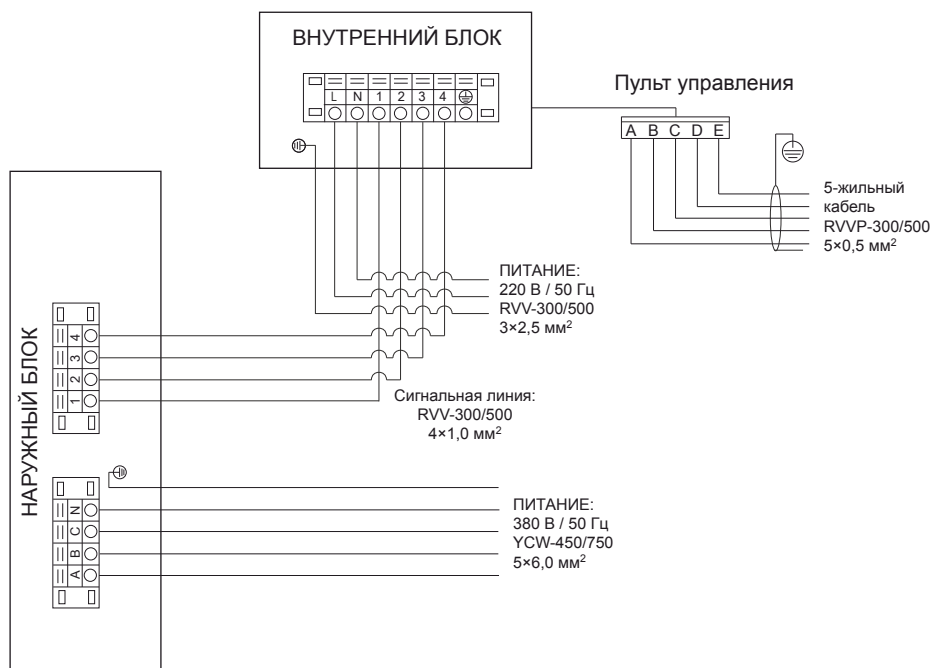 ВНУТРЕННИЙ БЛОК
L N 1 2 3 4
Пульт управления
A B C D E
5-жильный
кабель
RVVP-300/500
5×0,5 мм²
ПИТАНИЕ:
220 В / 50 Гц
RVV-300/500
3×2,5 мм²
НАРУЖНЫЙ БЛОК
4
3
2
1
Сигнальная линия:
RVV-300/500
4×1,0 мм²
N
C
B
A
ПИТАНИЕ:
380 В / 50 Гц
YCW-450/750
5×6,0 мм²